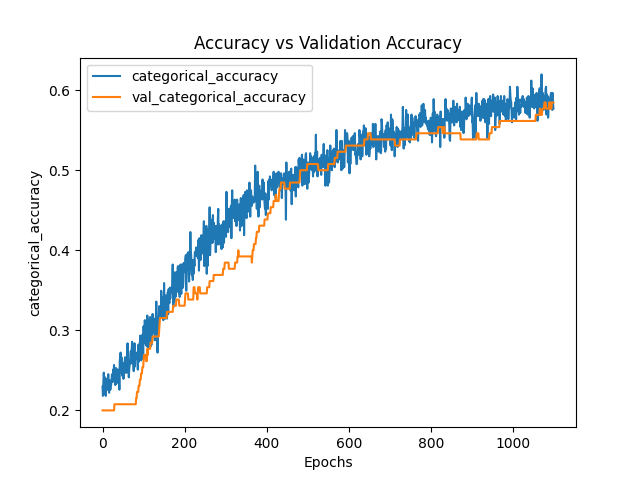 Accuracy vs Validation Accuracy
categorical_accuracy
val_categorical_accuracy
categorical_accuracy
0.6
0.5
0.4
0.3
0.2
0
200
400
600
800
1000
Epochs